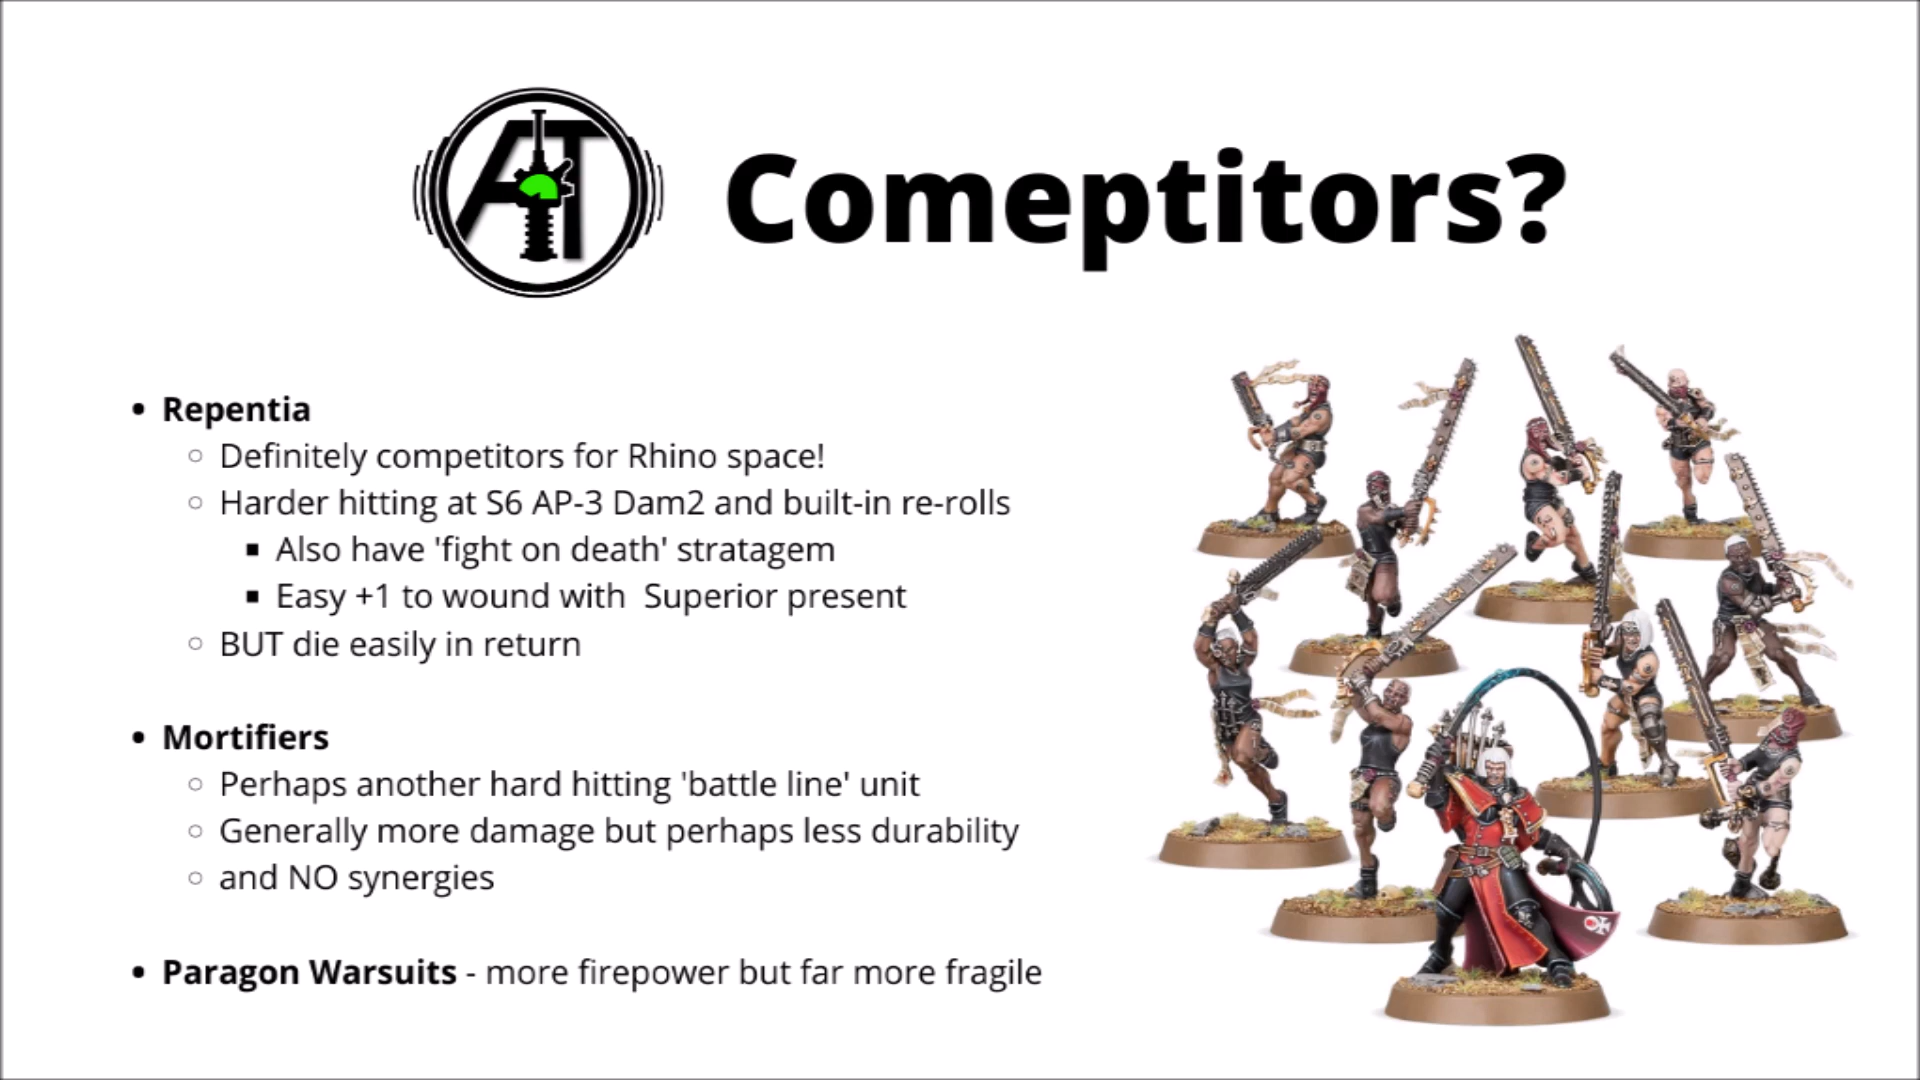 AT
Comeptitors?
• Repentia
○ Definitely competitors for Rhino space!
○ Harder hitting at S6 AP-3 Dam2 and built-in re-rolls
▪ Also have 'fight on death' stratagem
▪ Easy +1 to wound with  Superior present
○ BUT die easily in return
• Mortifiers
○ Perhaps another hard hitting 'battle line' unit
○ Generally more damage but perhaps less durability
○ and NO synergies
• Paragon Warsuits - more firepower but far more fragile